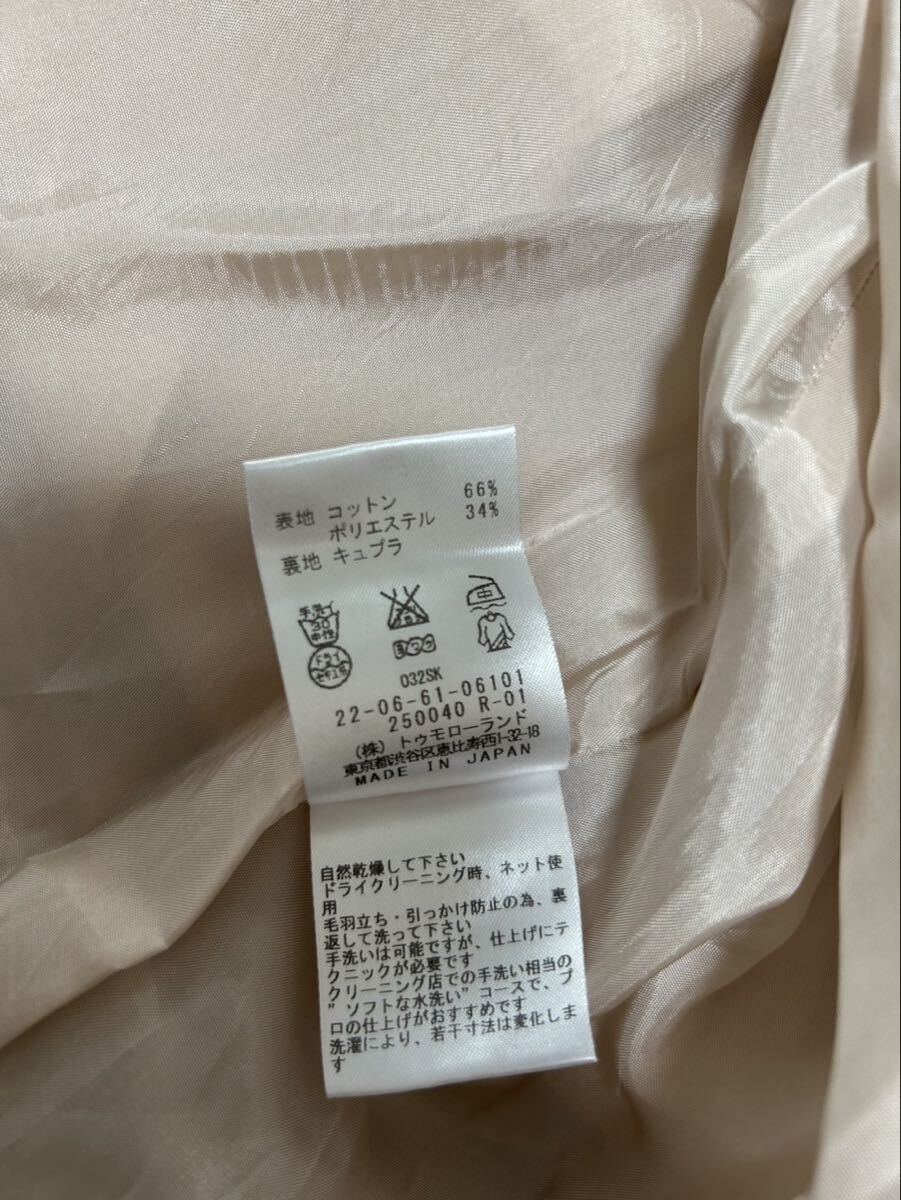 表地 コットン 66%
ポリエステル 34%
裏地 キュプラ
手洗イ
30
中性
中
ドライ
セキユ系
ヨワク
032SK
22-06-61-06101
250040 R-01
(株) トゥモローランド
東京都渋谷区恵比寿西1-32-18
MADE IN JAPAN
自然乾燥して下さい
ドライクリーニング時、ネット使
用
毛羽立ち・引っかけ防止の為、裏
返して洗って下さい
手洗いは可能ですが、仕上げにテ
クニックが必要です
クリーニング店での手洗い相当の
”ソフトな水洗い”コースで、プ
ロの仕上げがおすすめです
洗濯により、若干寸法は変化しま
す